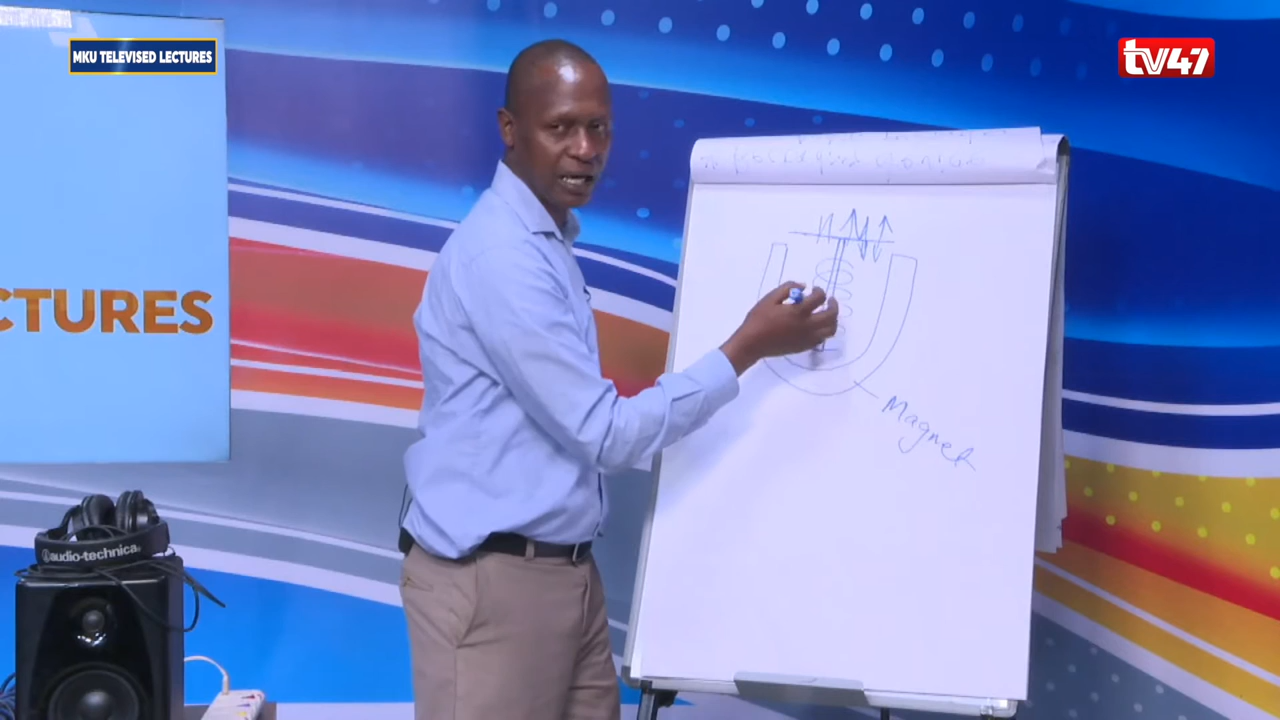 MKU TELEVISED LECTURES
tv47
CTURES
Magnet
audio-technica